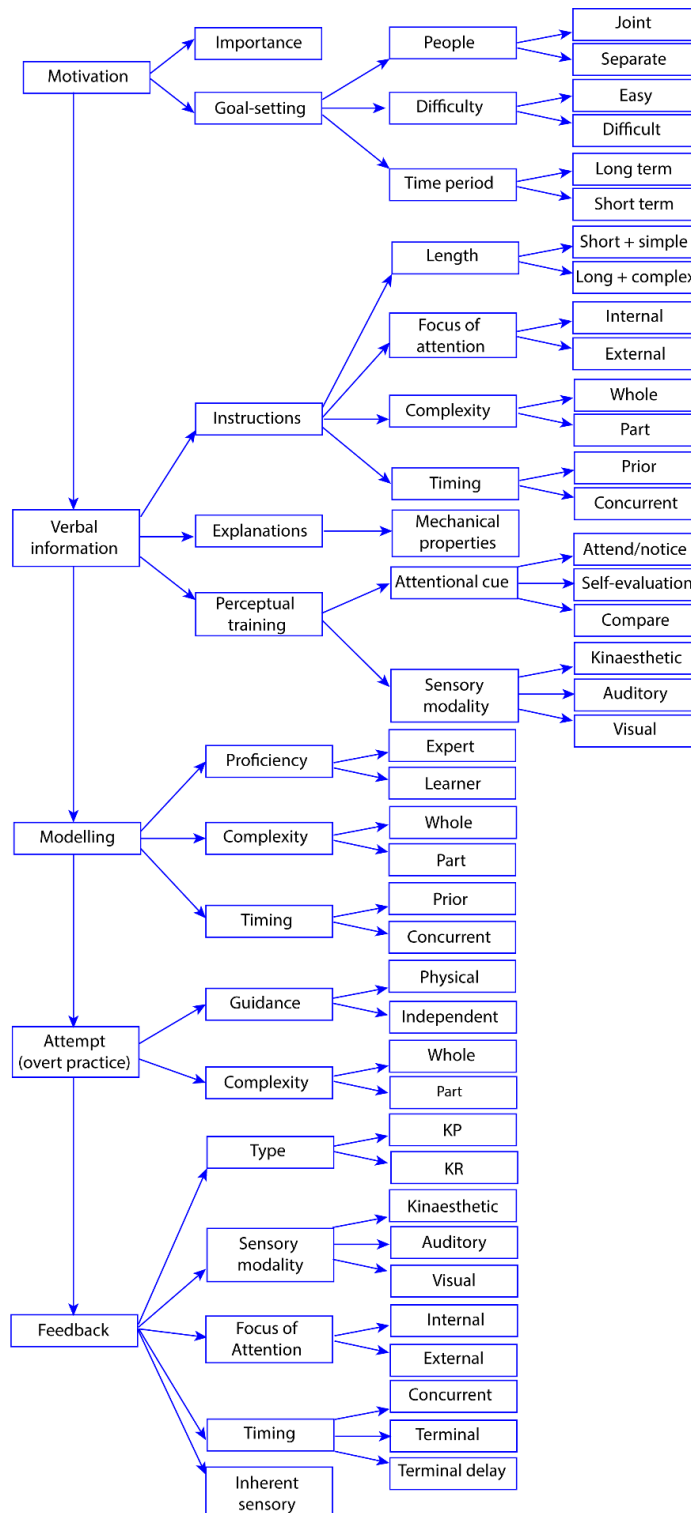 Motivation
Importance
Goal-setting
People
Joint
Separate
Difficulty
Easy
Difficult
Time period
Long term
Short term
Verbal
information
Instructions
Length
Short + simple
Long + complex
Focus of
attention
Internal
External
Complexity
Whole
Part
Timing
Prior
Concurrent
Explanations
Mechanical
properties
Perceptual
training
Attentional cue
Attend/notice
Self-evaluation
Compare
Sensory
modality
Kinaesthetic
Auditory
Visual
Modelling
Proficiency
Expert
Learner
Complexity
Whole
Part
Timing
Prior
Concurrent
Attempt
(overt practice)
Guidance
Physical
Independent
Complexity
Whole
Part
Feedback
Type
KP
KR
Sensory
modality
Kinaesthetic
Auditory
Visual
Focus of
Attention
Internal
External
Timing
Concurrent
Terminal
Terminal delay
Inherent
sensory